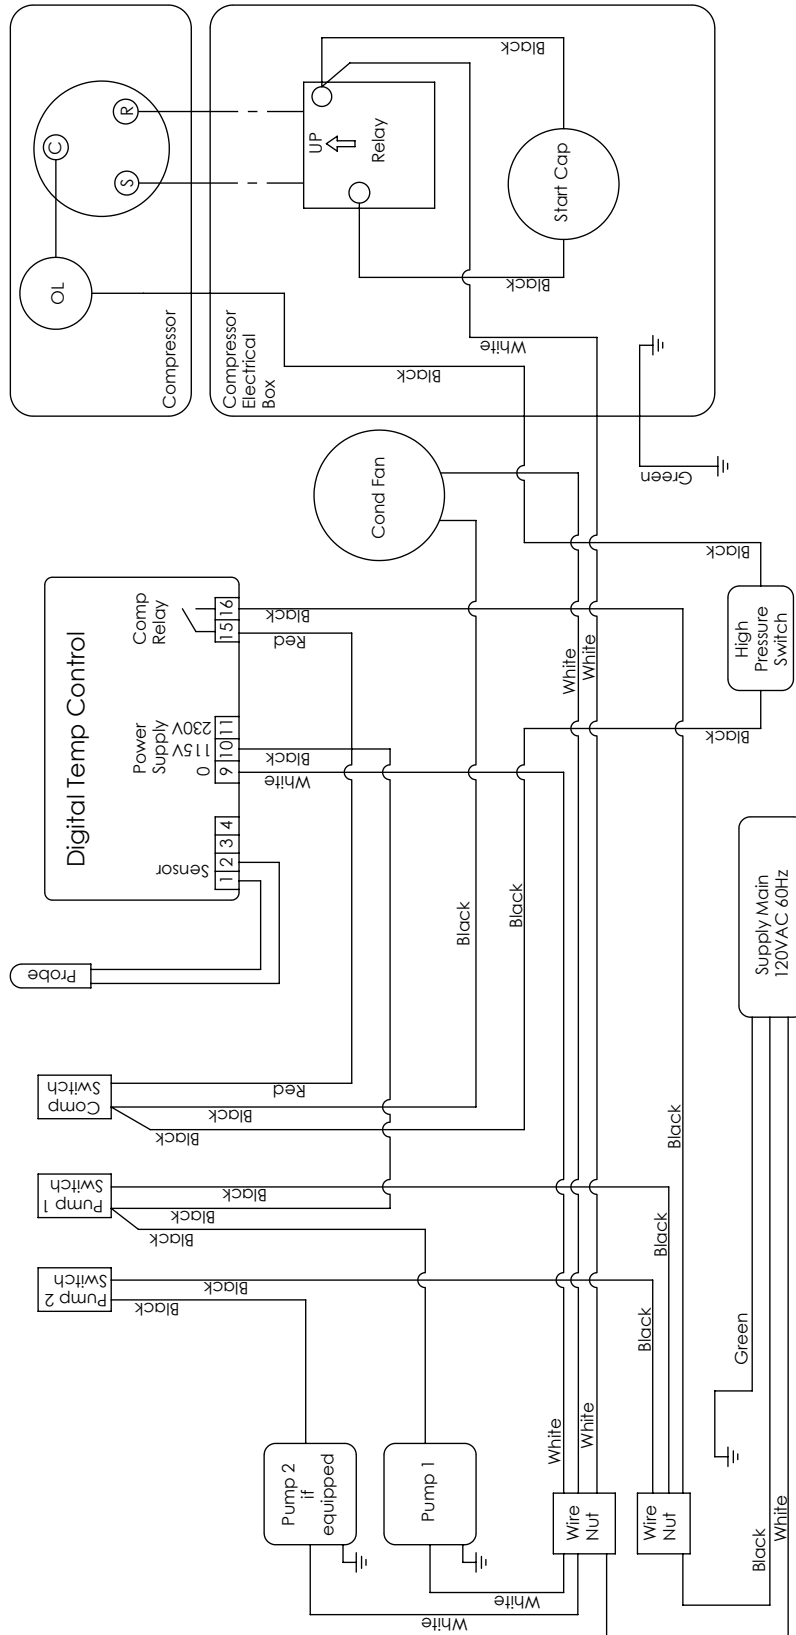 Compressor
C
R
S
OL
Compressor
Electrical
Box
UP
Relay
Start Cap
Black
Black
White
Black
Green
Cond Fan
Digital Temp Control
Comp
Relay
15 16
Power
Supply
0 115V 230V
9 10 11
Sensor
1 2 3 4
Black
Red
Black
White
Probe
White
White
Black
High
Pressure
Switch
Black
Black
Black
Supply Main
120VAC 60Hz
Comp
Switch
Red
Black
Black
Pump 1
Switch
Black
Black
Black
Pump 2
Switch
Black
Black
Black
Black
Black
Green
Pump 2
if
equipped
Pump 1
White
White
Wire
Nut
Wire
Nut
White
White
Black
White